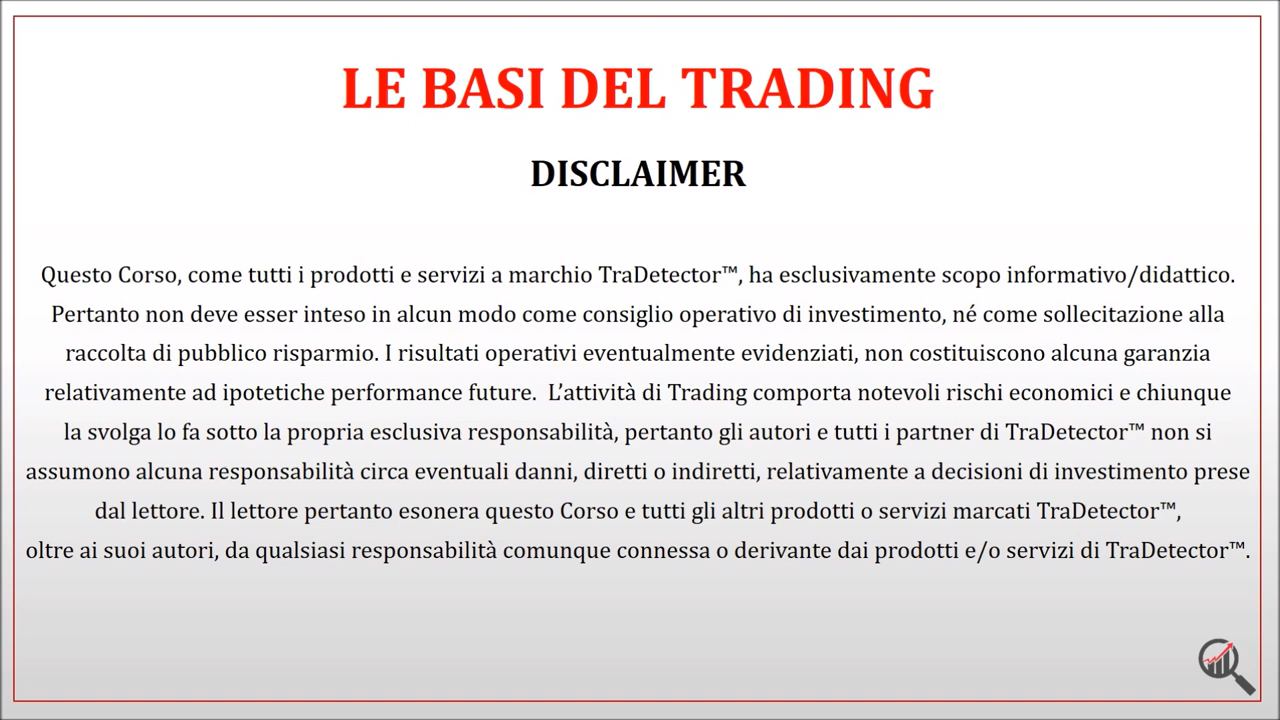 LE BASI DEL TRADING
DISCLAIMER
Questo Corso, come tutti i prodotti e servizi a marchio TraDetector™, ha esclusivamente scopo informativo/didattico.
Pertanto non deve esser inteso in alcun modo come consiglio operativo di investimento, né come sollecitazione alla
raccolta di pubblico risparmio. I risultati operativi eventualmente evidenziati, non costituiscono alcuna garanzia
relativamente ad ipotetiche performance future.  L’attività di Trading comporta notevoli rischi economici e chiunque
la svolga lo fa sotto la propria esclusiva responsabilità, pertanto gli autori e tutti i partner di TraDetector™ non si
assumono alcuna responsabilità circa eventuali danni, diretti o indiretti, relativamente a decisioni di investimento prese
dal lettore. Il lettore pertanto esonera questo Corso e tutti gli altri prodotti o servizi marcati TraDetector™,
oltre ai suoi autori, da qualsiasi responsabilità comunque connessa o derivante dai prodotti e/o servizi di TraDetector™.